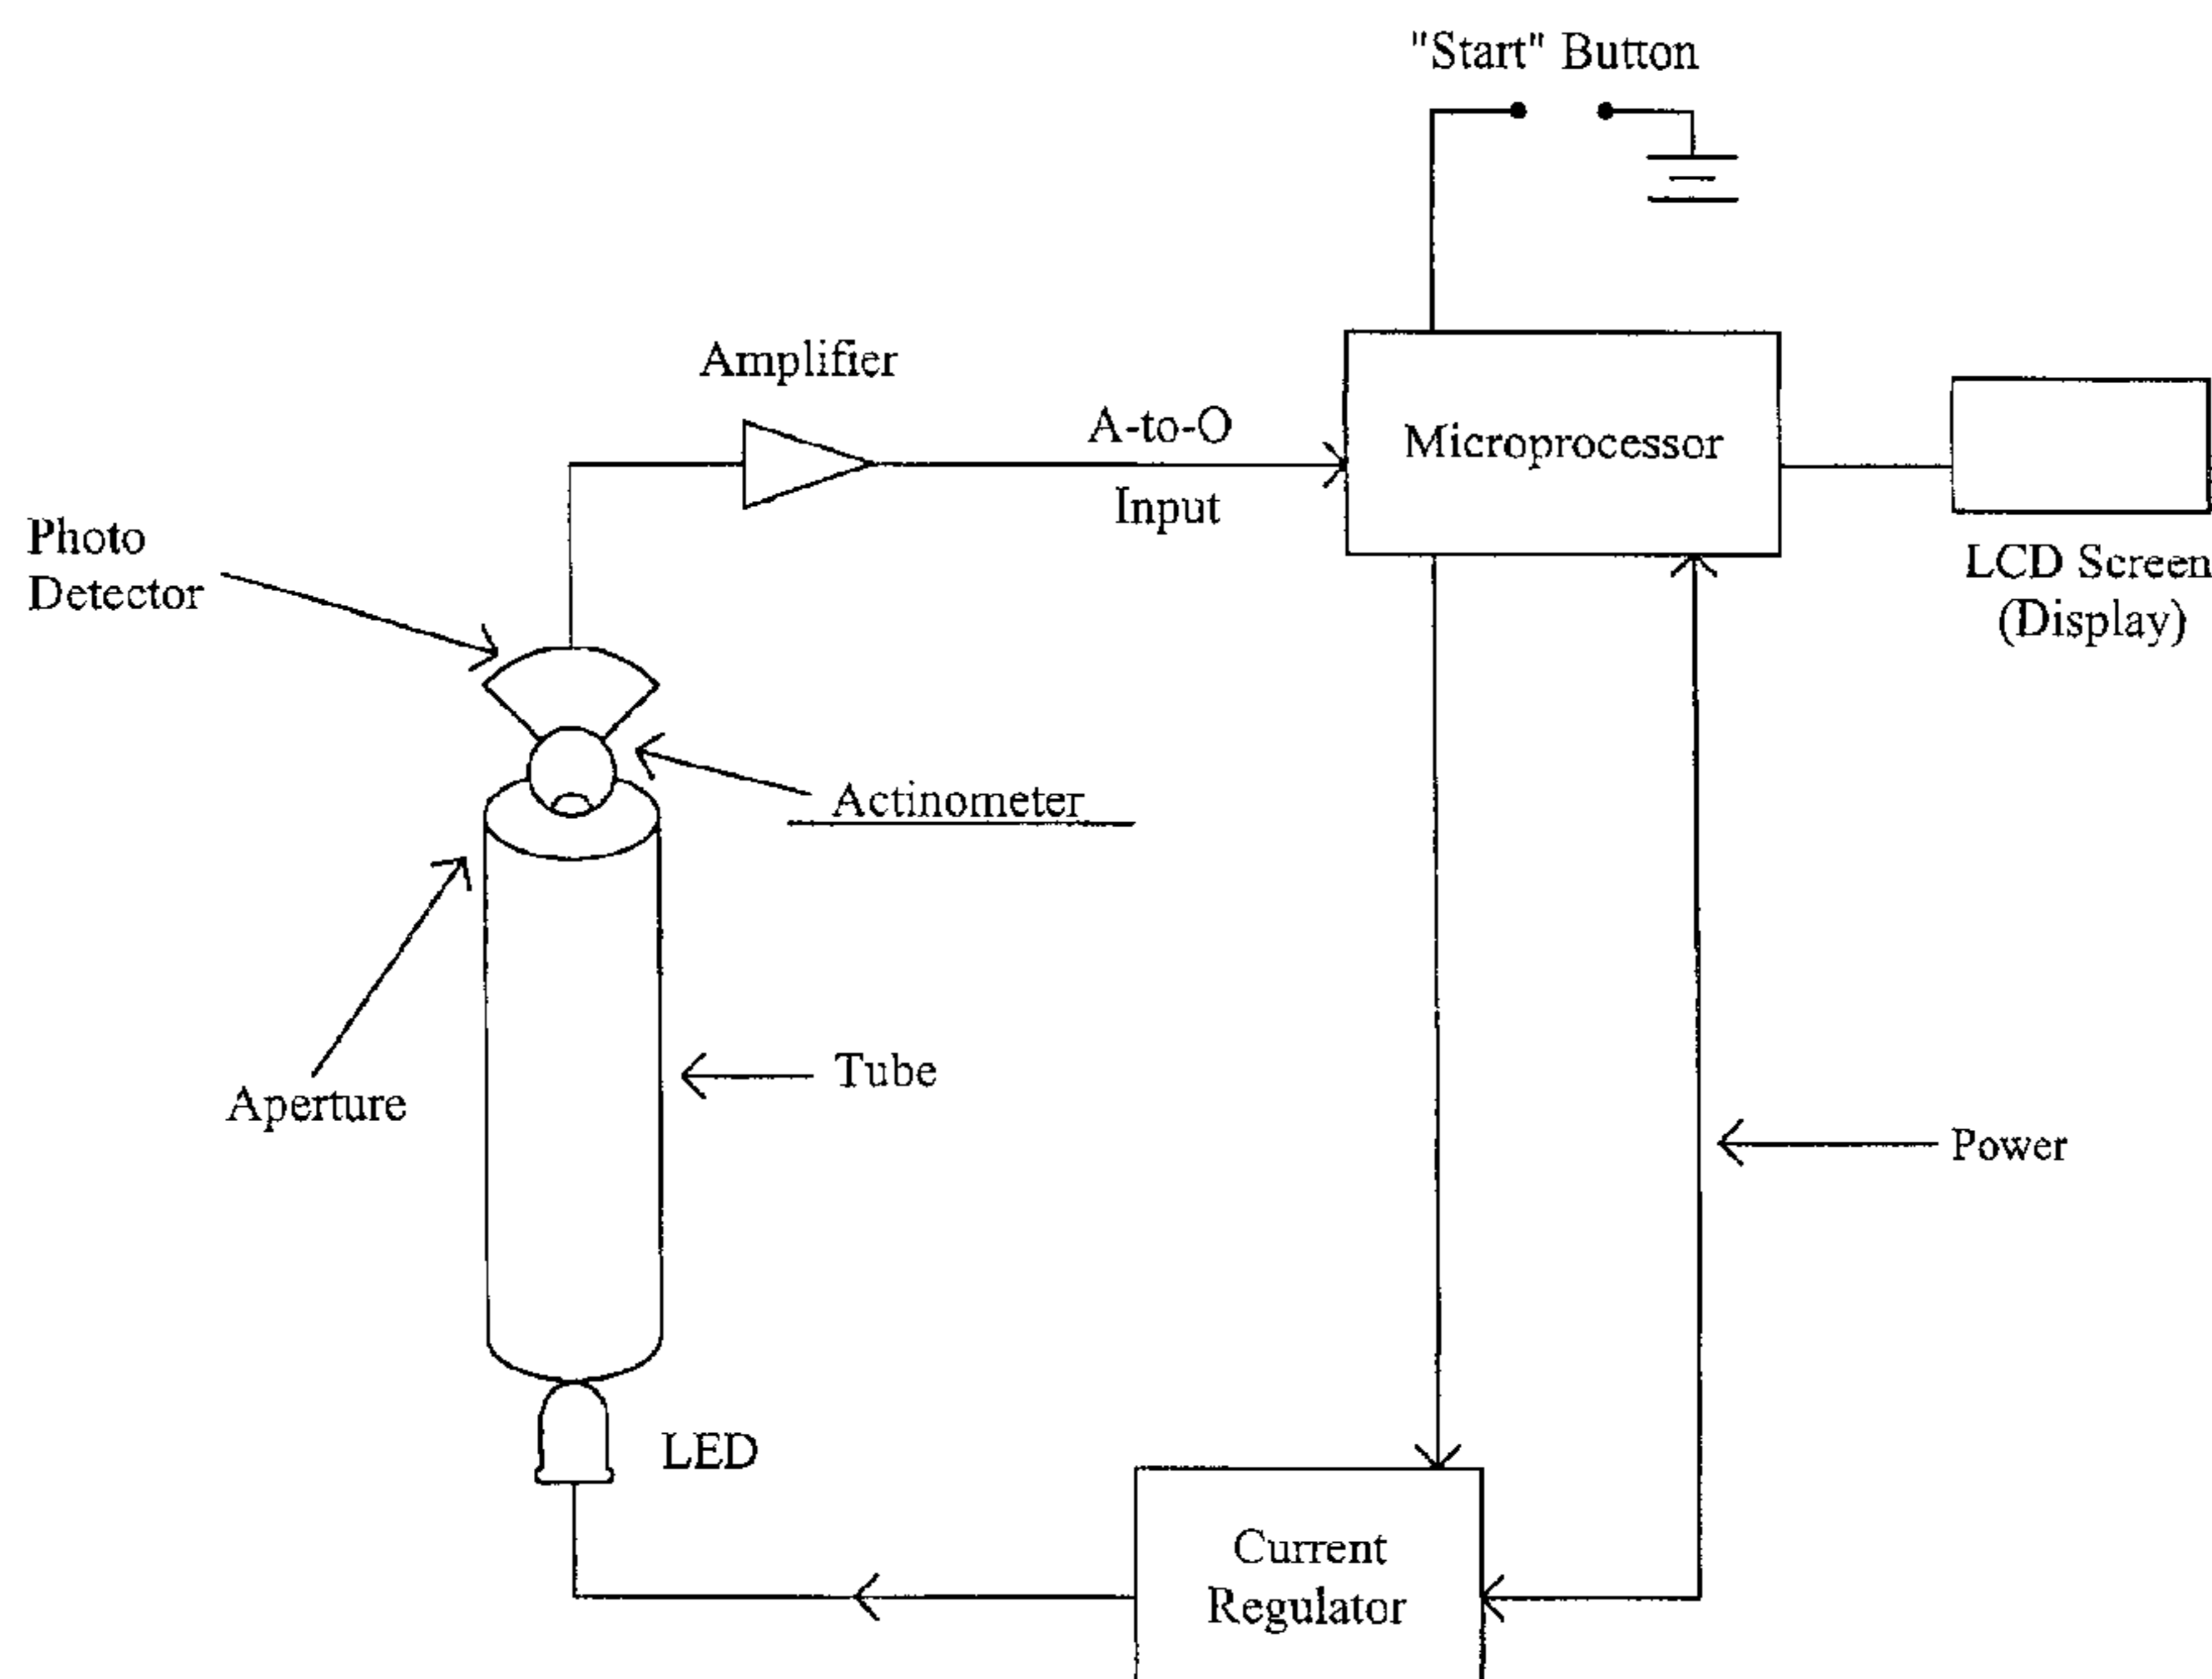 "Start" Button
Amplifier
A-to-O
Input
Microprocessor
LCD Screen
(Display)
Photo
Detector
Actinometer
Aperture
Tube
Power
LED
Current
Regulator